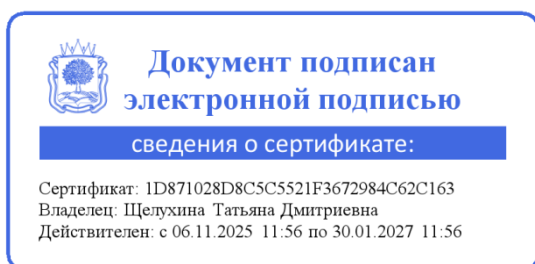 Документ подписан
электронной подписью
сведения о сертификате:
Сертификат: 1D871028D8C5C5521F3672984C62C163
Владелец: Щелухина Татьяна Дмитриевна
Действителен: с 06.11.2025 11:56 по 30.01.2027 11:56